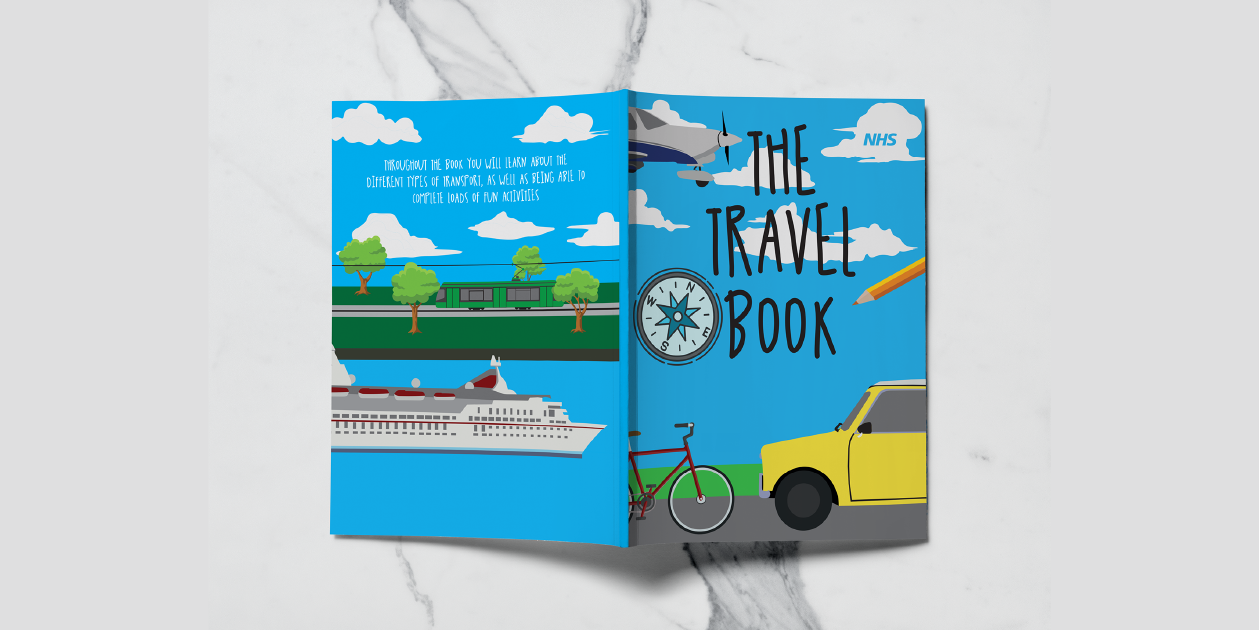 THROUGHOUT THE BOOK YOU WILL LEARN ABOUT THE
DIFFERENT TYPES OF TRANSPORT, AS WELL AS BEING ABLE TO
COMPLETE LOADS OF FUN ACTIVITIES
NHS
THE
TRAVEL
BOOK
N
W
E
S